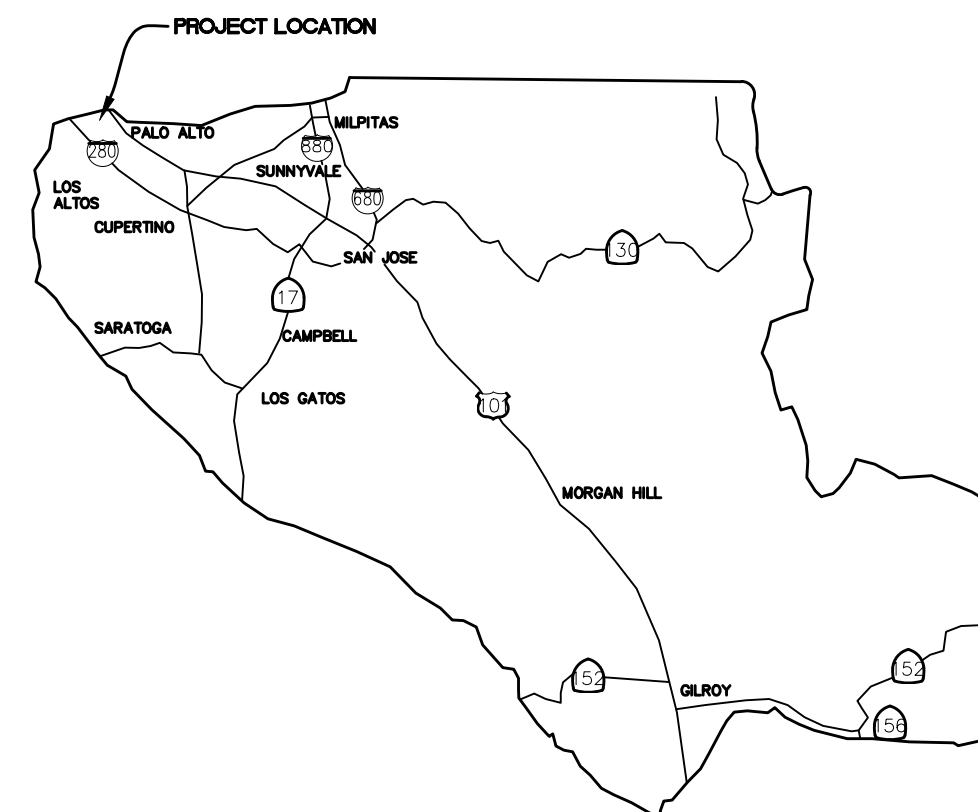 PROJECT LOCATION
MILPITAS
PALO ALTO
880
280
SUNNYVALE
LOS
ALTOS
680
CUPERTINO
130
SAN JOSE
17
SARATOGA
CAMPBELL
LOS GATOS
101
MORGAN HILL
152
152
GILROY
156